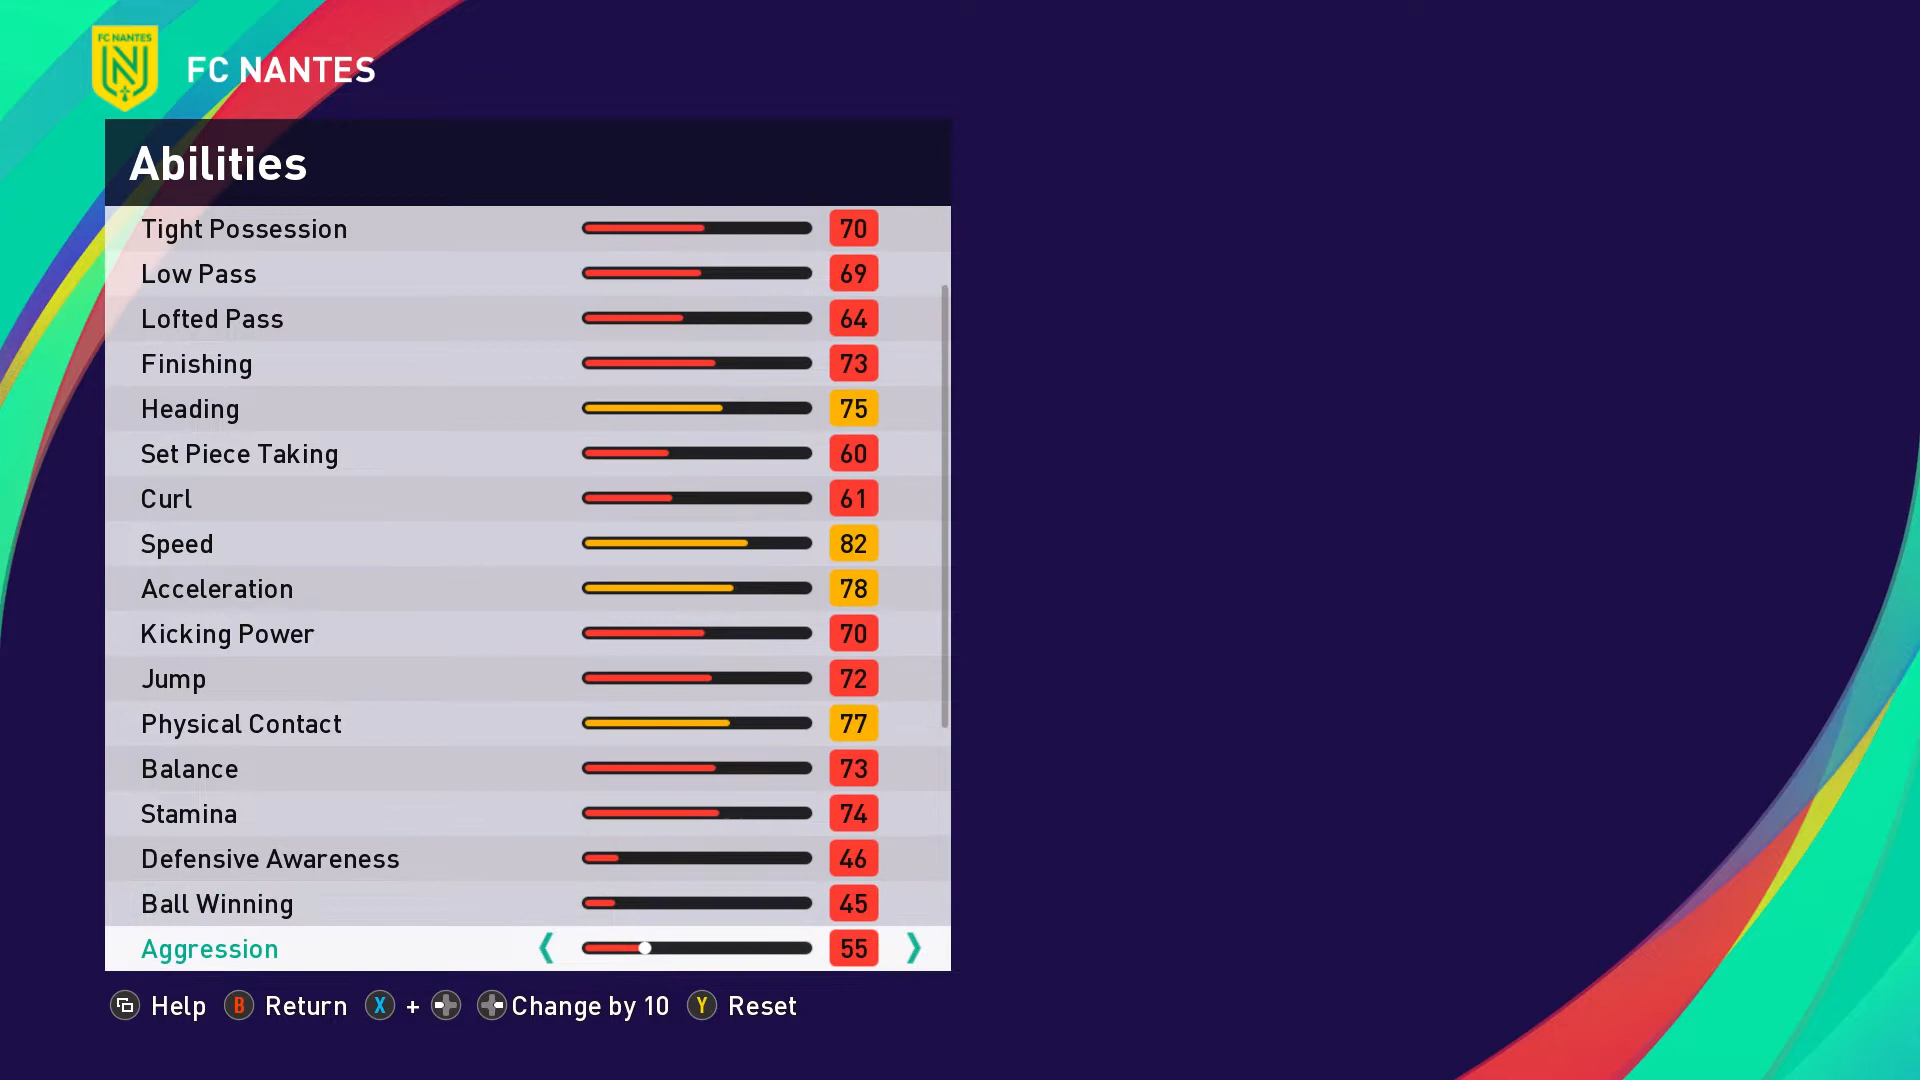 FC NANTES
FC NANTES
Abilities
Tight Possession 70
Low Pass 69
Lofted Pass 64
Finishing 73
Heading 75
Set Piece Taking 60
Curl 61
Speed 82
Acceleration 78
Kicking Power 70
Jump 72
Physical Contact 77
Balance 73
Stamina 74
Defensive Awareness 46
Ball Winning 45
Aggression 55
Help B Return X + Change by 10 Y Reset